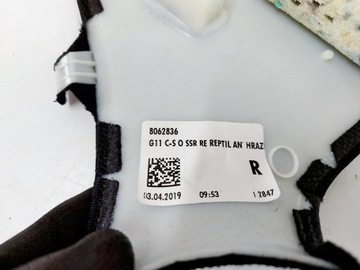 8062836
G11 C-S O SSR RE REPTIL AN HRAZ
R
03.04.2019 09:53 12847